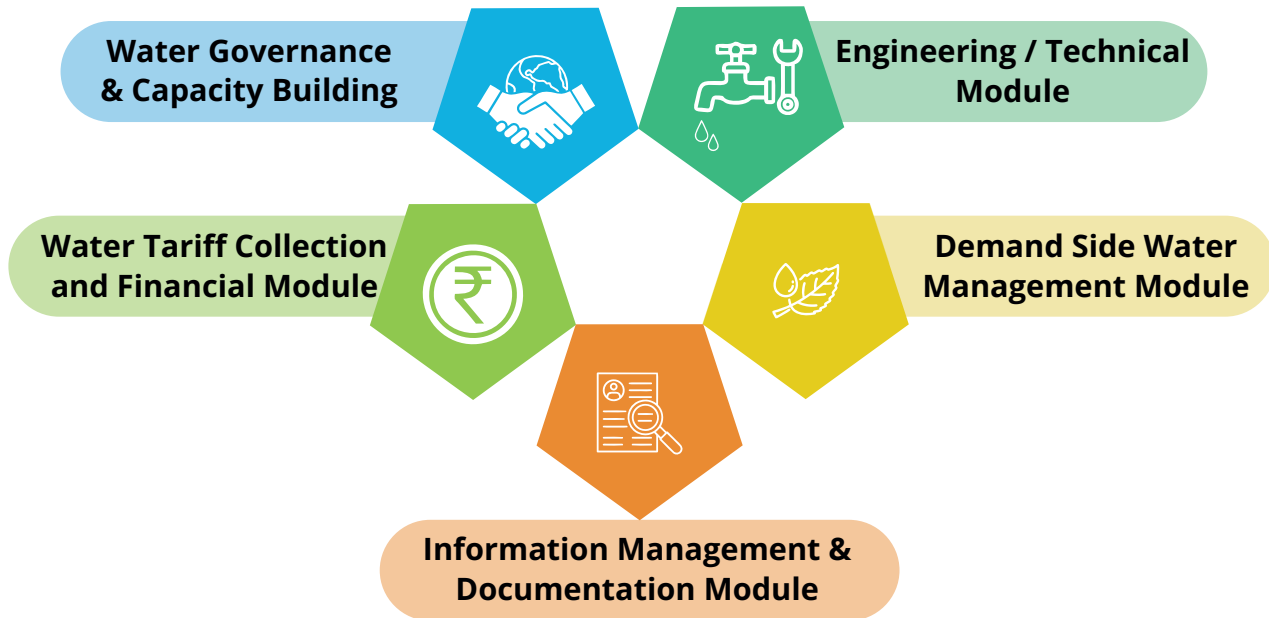 Water Governance
& Capacity Building
Engineering / Technical
Module
Water Tariff Collection
and Financial Module
Demand Side Water
Management Module
Information Management &
Documentation Module